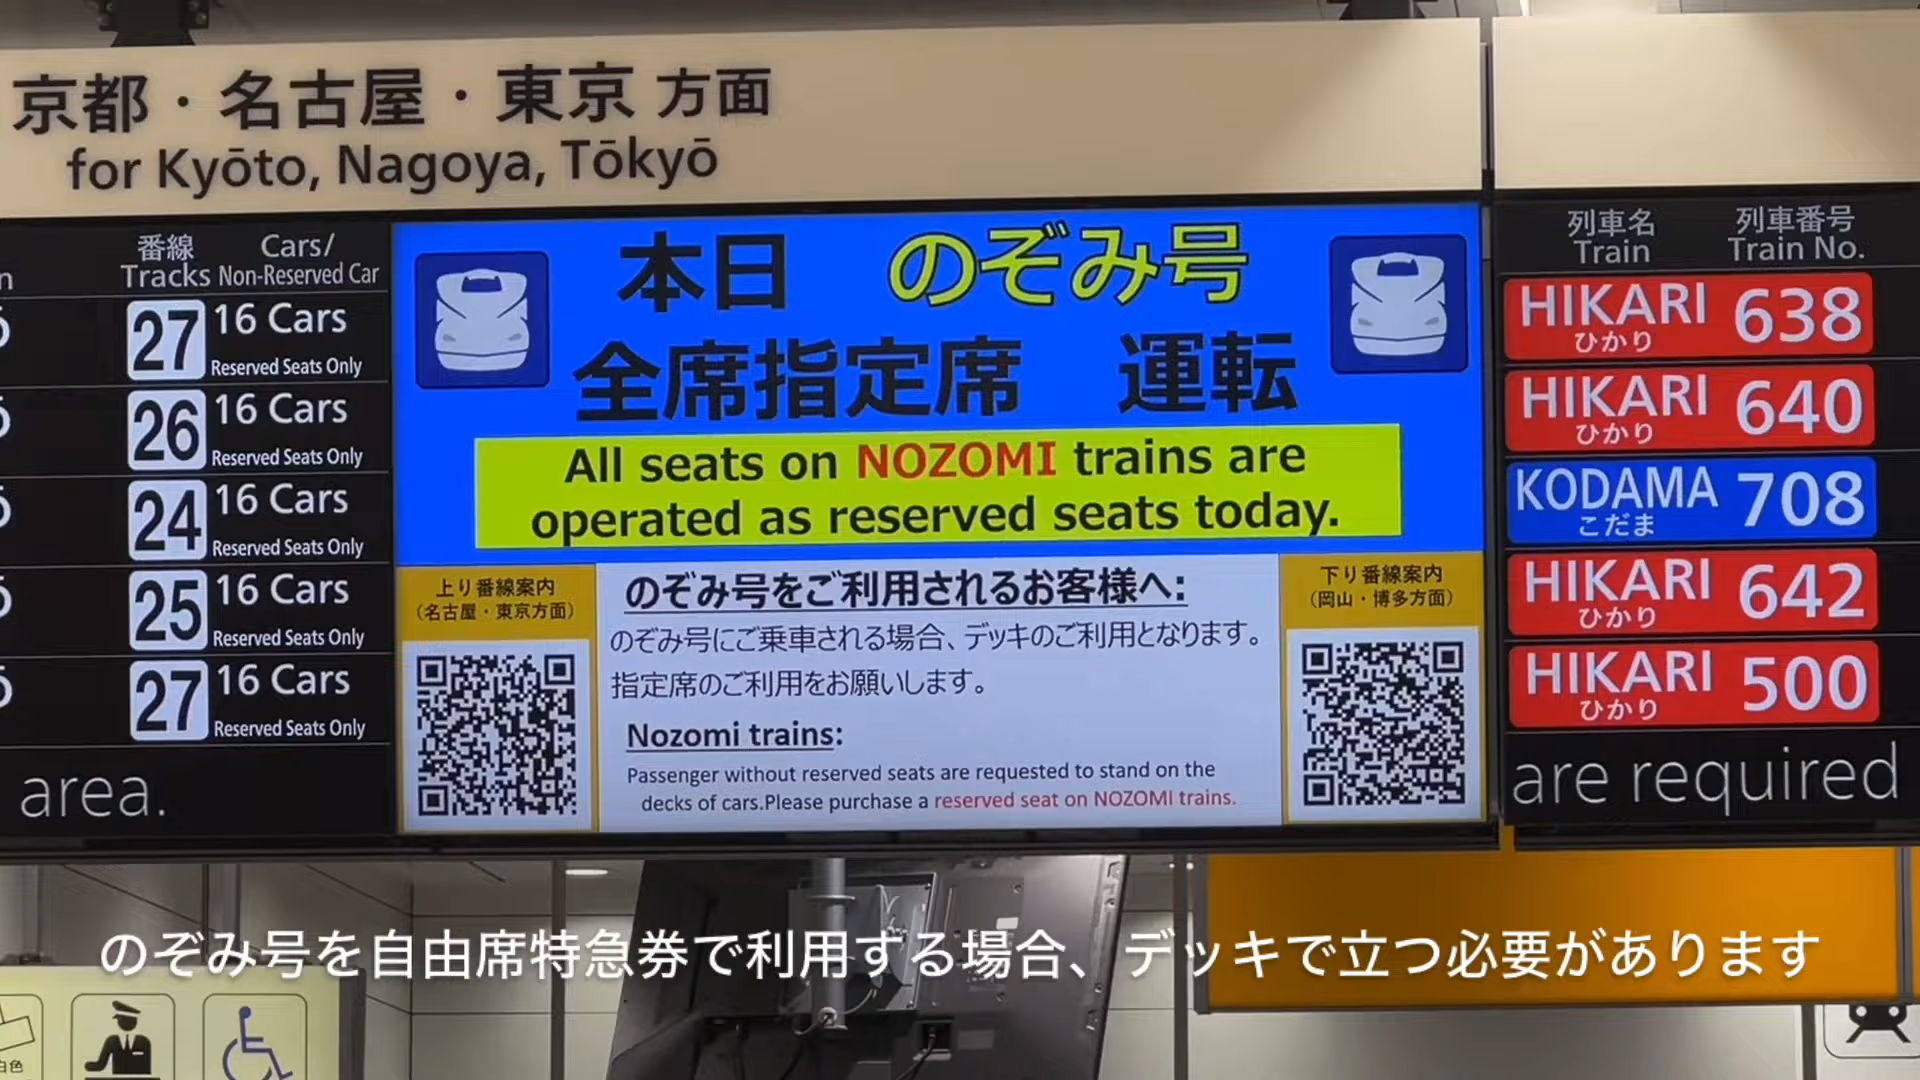 京都・名古屋・東京 方面
for Kyōto, Nagoya, Tōkyō
番線 Cars/
Tracks Non-Reserved Car
27 16 Cars
Reserved Seats Only
26 16 Cars
Reserved Seats Only
24 16 Cars
Reserved Seats Only
25 16 Cars
Reserved Seats Only
27 16 Cars
Reserved Seats Only
area.
本日 のぞみ号
全席指定席 運転
All seats on NOZOMI trains are
operated as reserved seats today.
上り番線案内
（名古屋・東京方面）
のぞみ号をご利用されるお客様へ:
のぞみ号にご乗車される場合、デッキのご利用となります。
指定席のご利用をお願いします。
Nozomi trains:
Passenger without reserved seats are requested to stand on the
decks of cars.Please purchase a reserved seat on NOZOMI trains.
下り番線案内
（岡山・博多方面）
列車名 列車番号
Train Train No.
HIKARI 638
ひかり
HIKARI 640
ひかり
KODAMA 708
こだま
HIKARI 642
ひかり
HIKARI 500
ひかり
are required
のぞみ号を自由席特急券で利用する場合、デッキで立つ必要があります